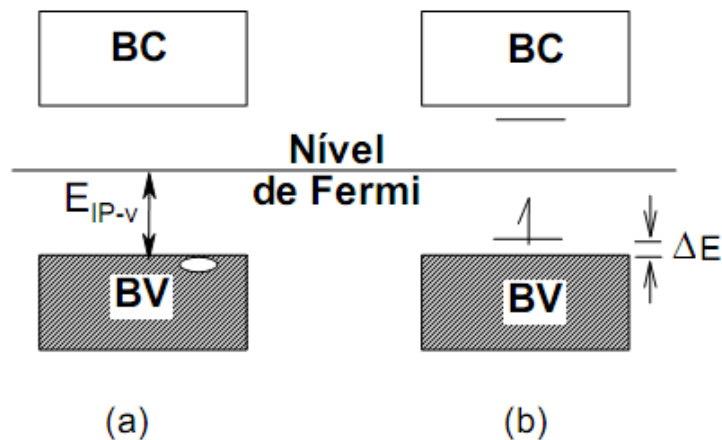 BC
BC
Nível
de Fermi
E_IP-v
ΔE
BV
BV
(a)
(b)